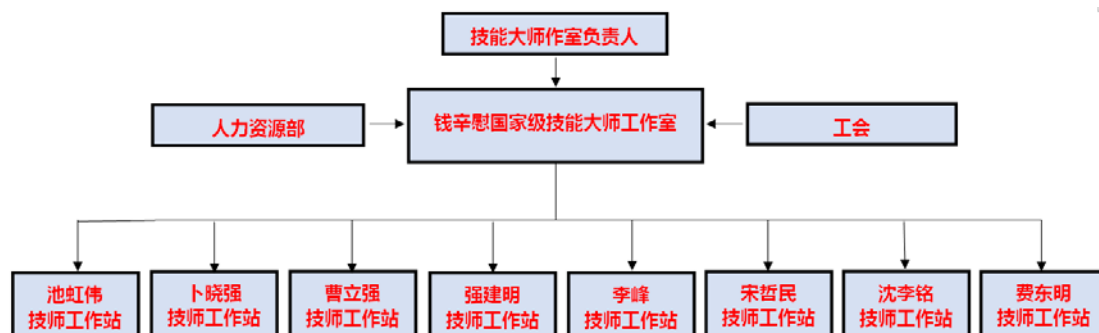 技能大师作室负责人
人力资源部
钱辛慰国家级技能大师工作室
工会
池虹伟
技师工作站
卜晓强
技师工作站
曹立强
技师工作站
强建明
技师工作站
李峰
技师工作站
宋哲民
技师工作站
沈李铭
技师工作站
费东明
技师工作站